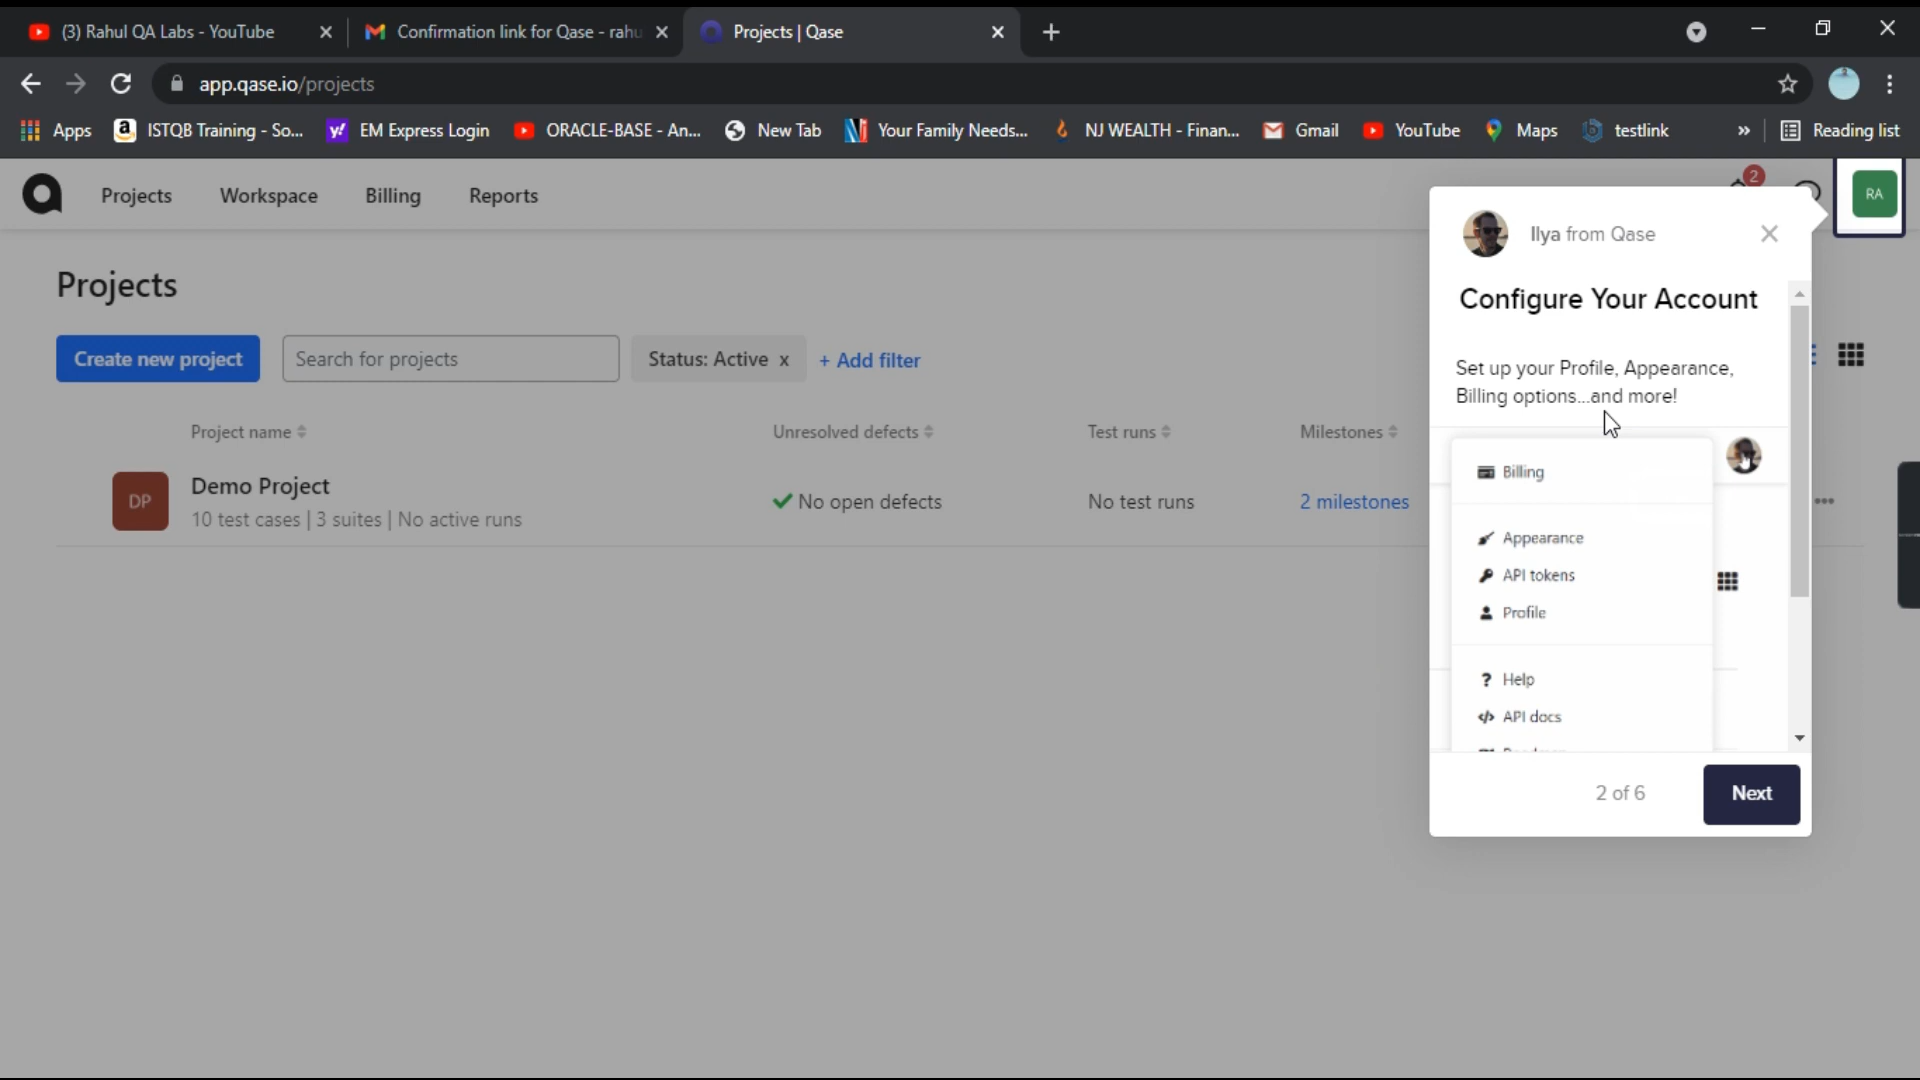 (3) Rahul QA Labs - YouTube
Confirmation link for Qase - rahu
Projects | Qase
app.qase.io/projects
Apps
ISTQB Training - So...
EM Express Login
ORACLE-BASE - An...
New Tab
Your Family Needs...
NJ WEALTH - Finan...
Gmail
YouTube
Maps
testlink
»
Reading list
Projects
Workspace
Billing
Reports
2
RA
Ilya from Qase
Projects
Configure Your Account
Create new project
Search for projects
Status: Active x
+ Add filter
Set up your Profile, Appearance,
Billing options...and more!
Project name
Unresolved defects
Test runs
Milestones
DP
Demo Project
10 test cases | 3 suites | No active runs
No open defects
No test runs
2 milestones
Billing
Appearance
API tokens
Profile
? Help
</> API docs
2 of 6
Next